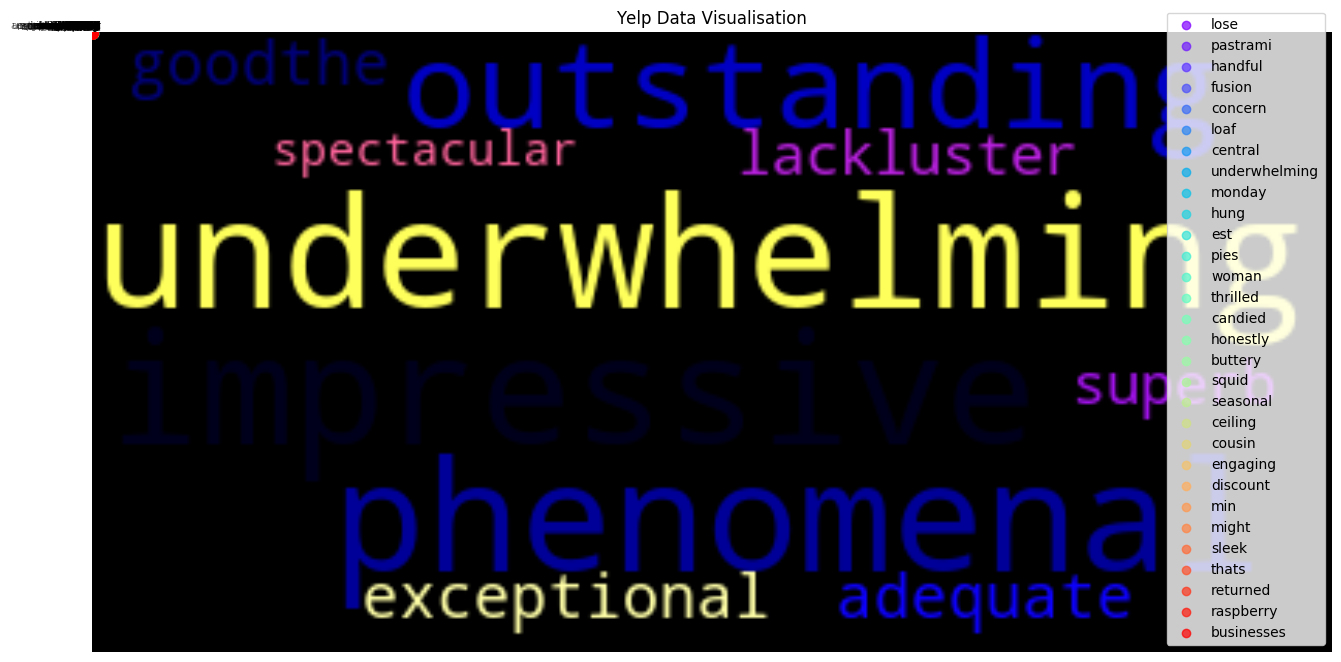 Yelp Data Visualisation
goodthe
outstanding
spectacular
lackluster
underwhelming
impressive
superb
phenomenal
exceptional
adequate
lose
pastrami
handful
fusion
concern
loaf
central
underwhelming
monday
hung
est
pies
woman
thrilled
candied
honestly
buttery
squid
seasonal
ceiling
cousin
engaging
discount
min
might
sleek
thats
returned
raspberry
businesses